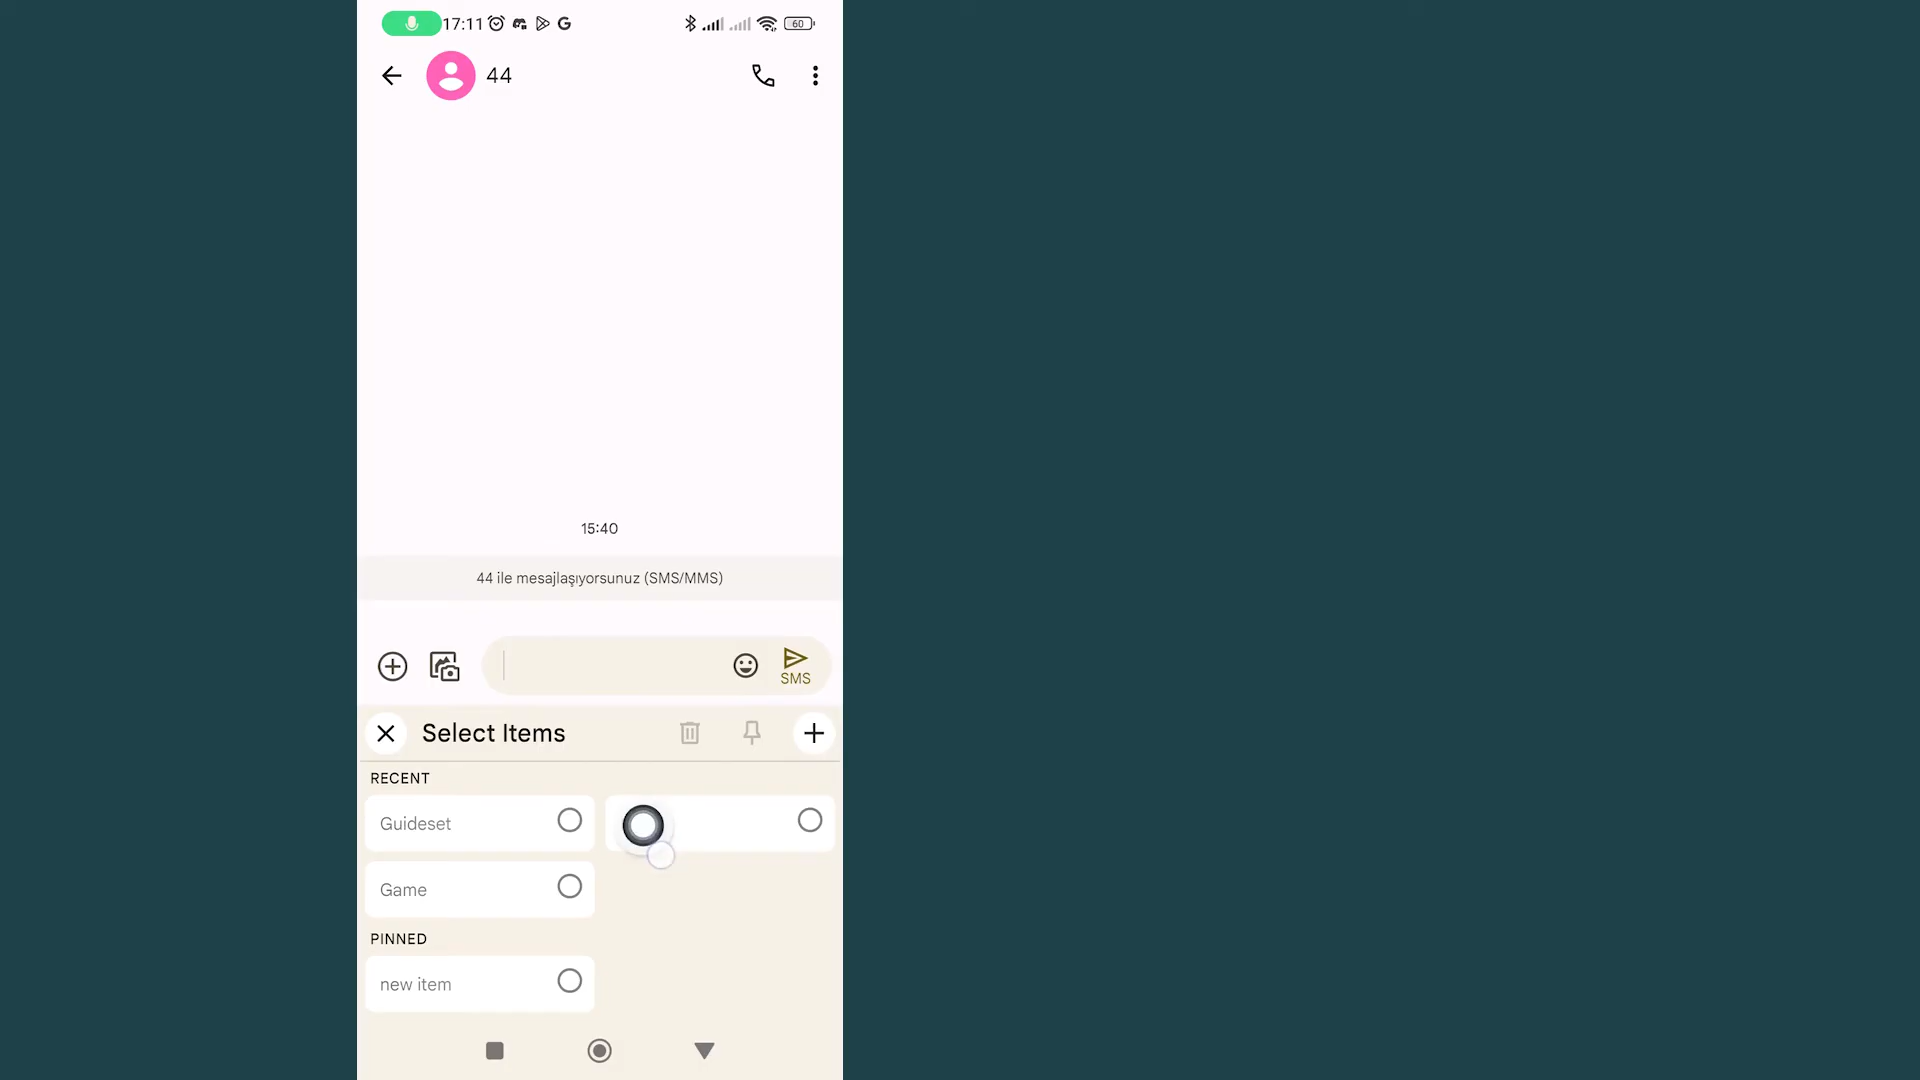 17:11
60
44
15:40
44 ile mesajlaşıyorsunuz (SMS/MMS)
SMS
Select Items
RECENT
Guideset
Game
PINNED
new item